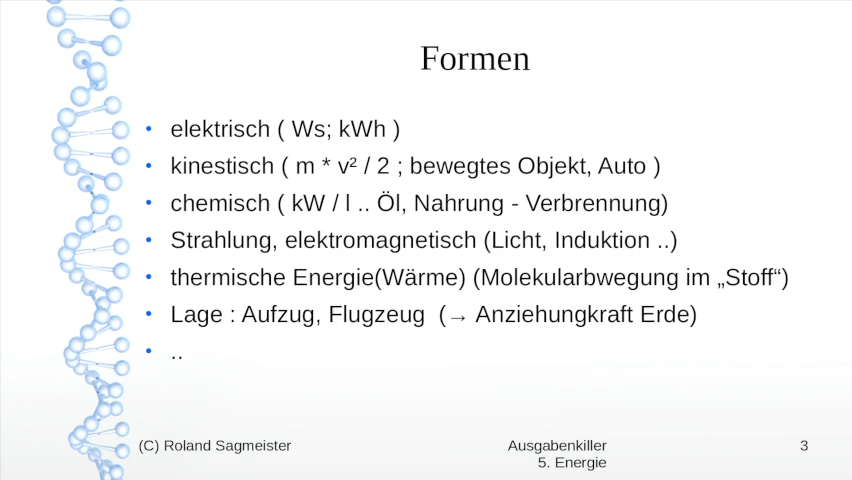 Formen
• elektrisch ( Ws; kWh )
• kinestisch ( m * v² / 2 ; bewegtes Objekt, Auto )
• chemisch ( kW / l .. Öl, Nahrung - Verbrennung)
• Strahlung, elektromagnetisch (Licht, Induktion ..)
• thermische Energie(Wärme) (Molekularbwegung im „Stoff“)
• Lage : Aufzug, Flugzeug (→ Anziehungkraft Erde)
• ..
(C) Roland Sagmeister
Ausgabenkiller
5. Energie
3